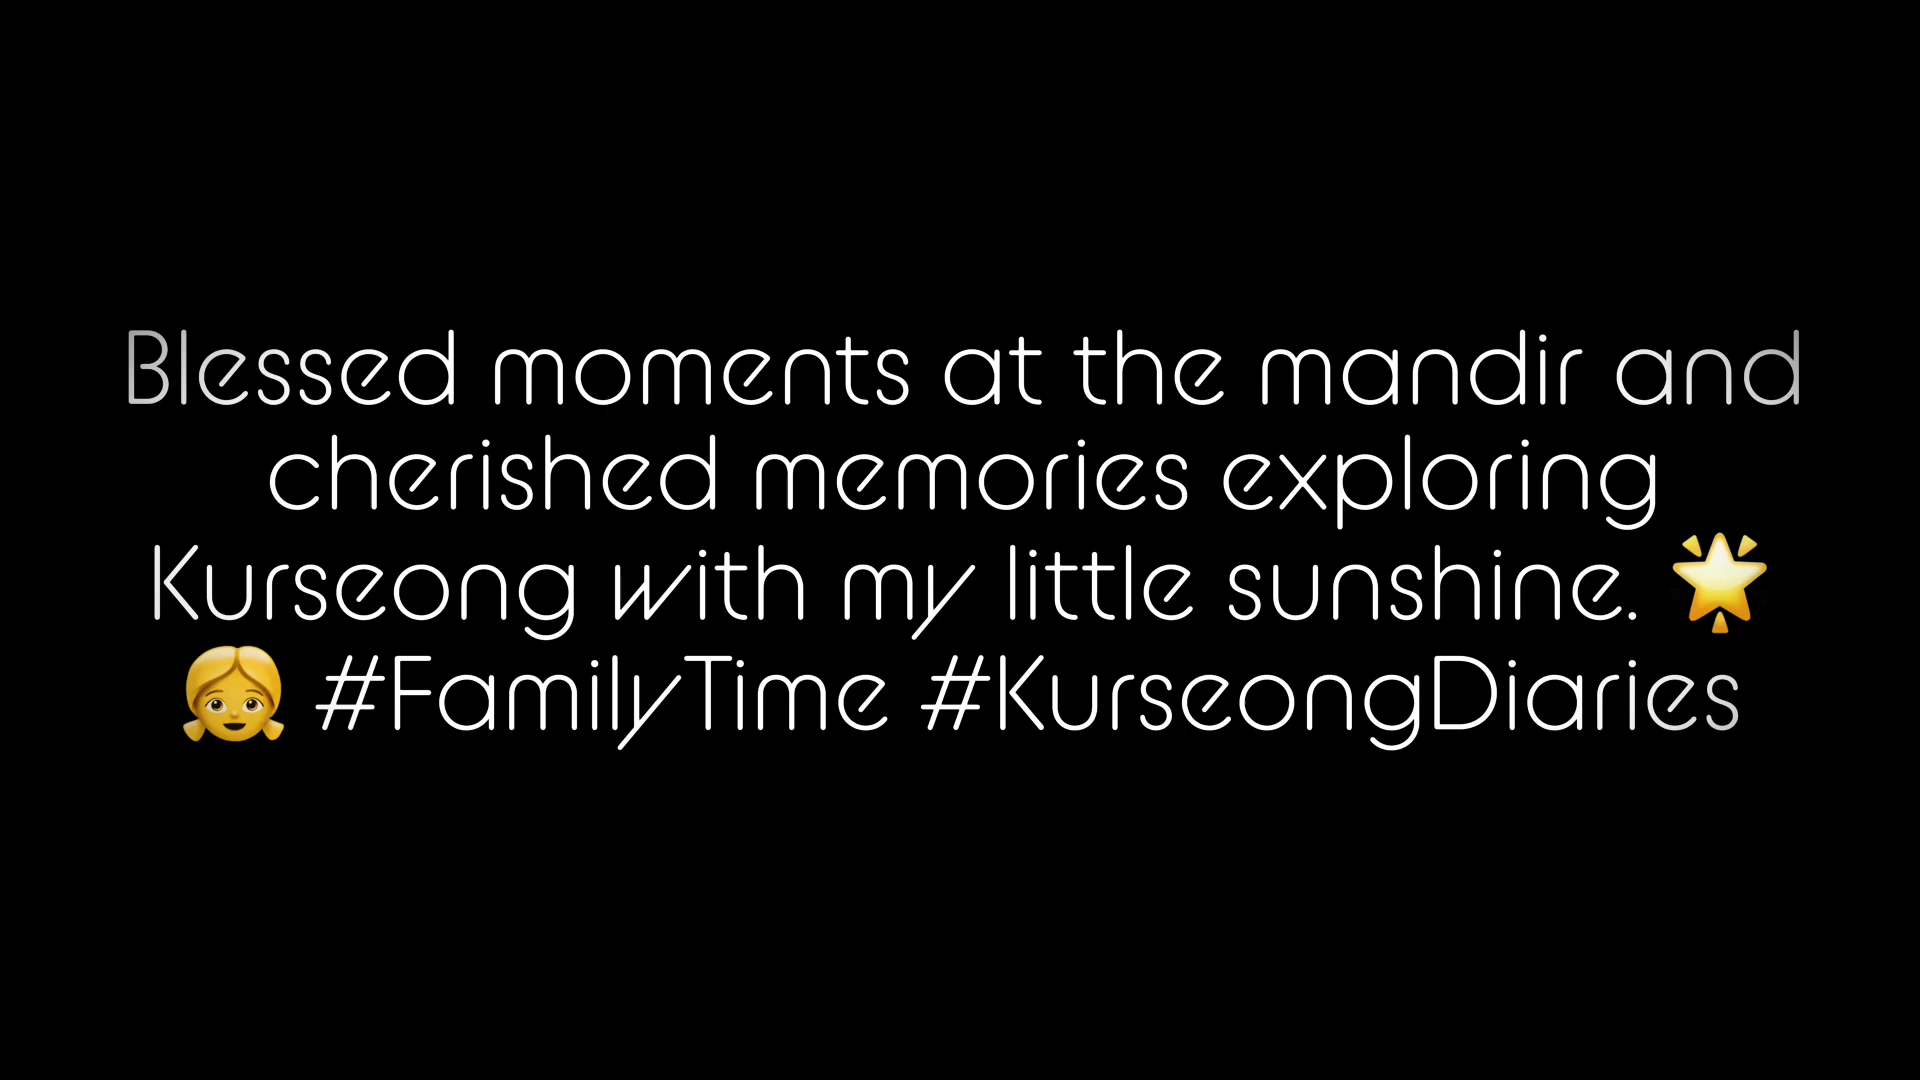 Blessed moments at the mandir and
cherished memories exploring
Kurseong with my little sunshine. 🌟
👧 #FamilyTime #KurseongDiaries